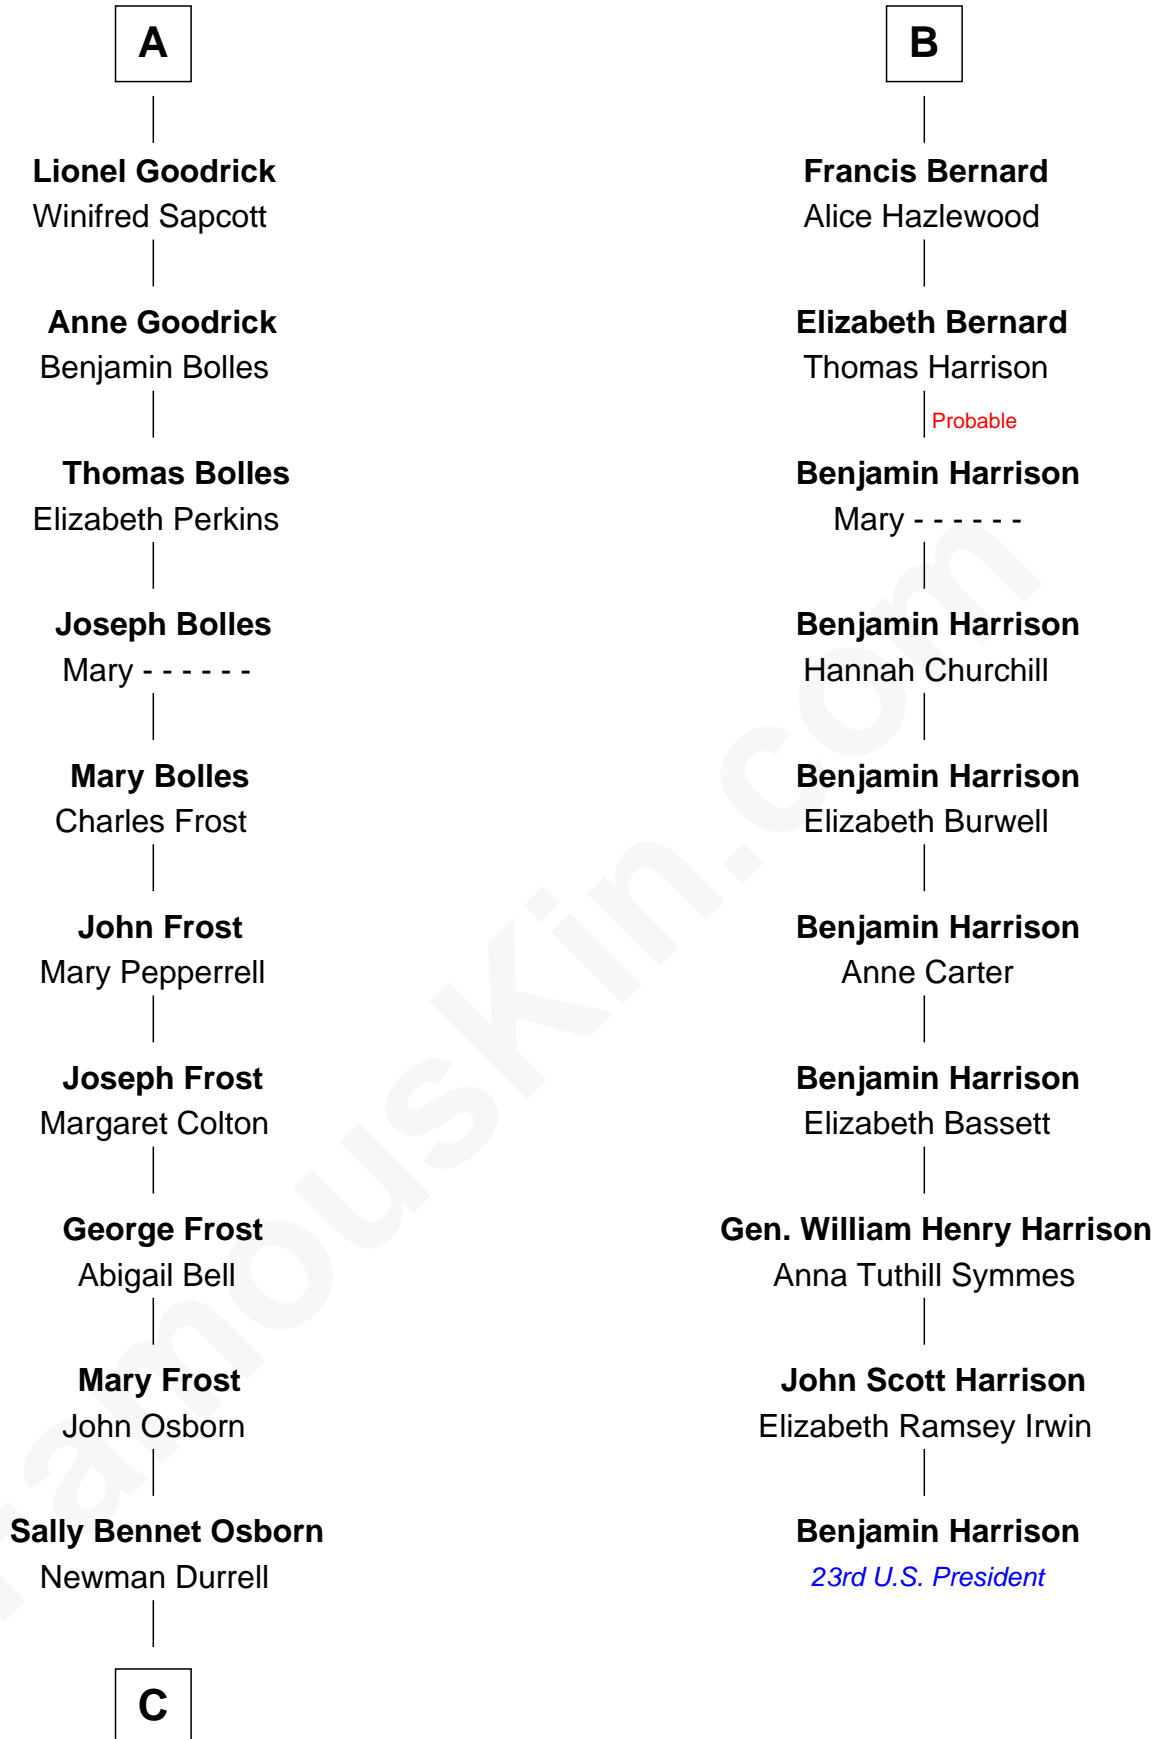 A
Lionel Goodrick
Winifred Sapcott
Anne Goodrick
Benjamin Bolles
Thomas Bolles
Elizabeth Perkins
Joseph Bolles
Mary - - - - - -
Mary Bolles
Charles Frost
John Frost
Mary Pepperrell
Joseph Frost
Margaret Colton
George Frost
Abigail Bell
Mary Frost
John Osborn
Sally Bennet Osborn
Newman Durrell
C
B
Francis Bernard
Alice Hazlewood
Elizabeth Bernard
Thomas Harrison
Probable
Benjamin Harrison
Mary - - - - - -
Benjamin Harrison
Hannah Churchill
Benjamin Harrison
Elizabeth Burwell
Benjamin Harrison
Anne Carter
Benjamin Harrison
Elizabeth Bassett
Gen. William Henry Harrison
Anna Tuthill Symmes
John Scott Harrison
Elizabeth Ramsey Irwin
Benjamin Harrison
23rd U.S. President
FamousKin.com